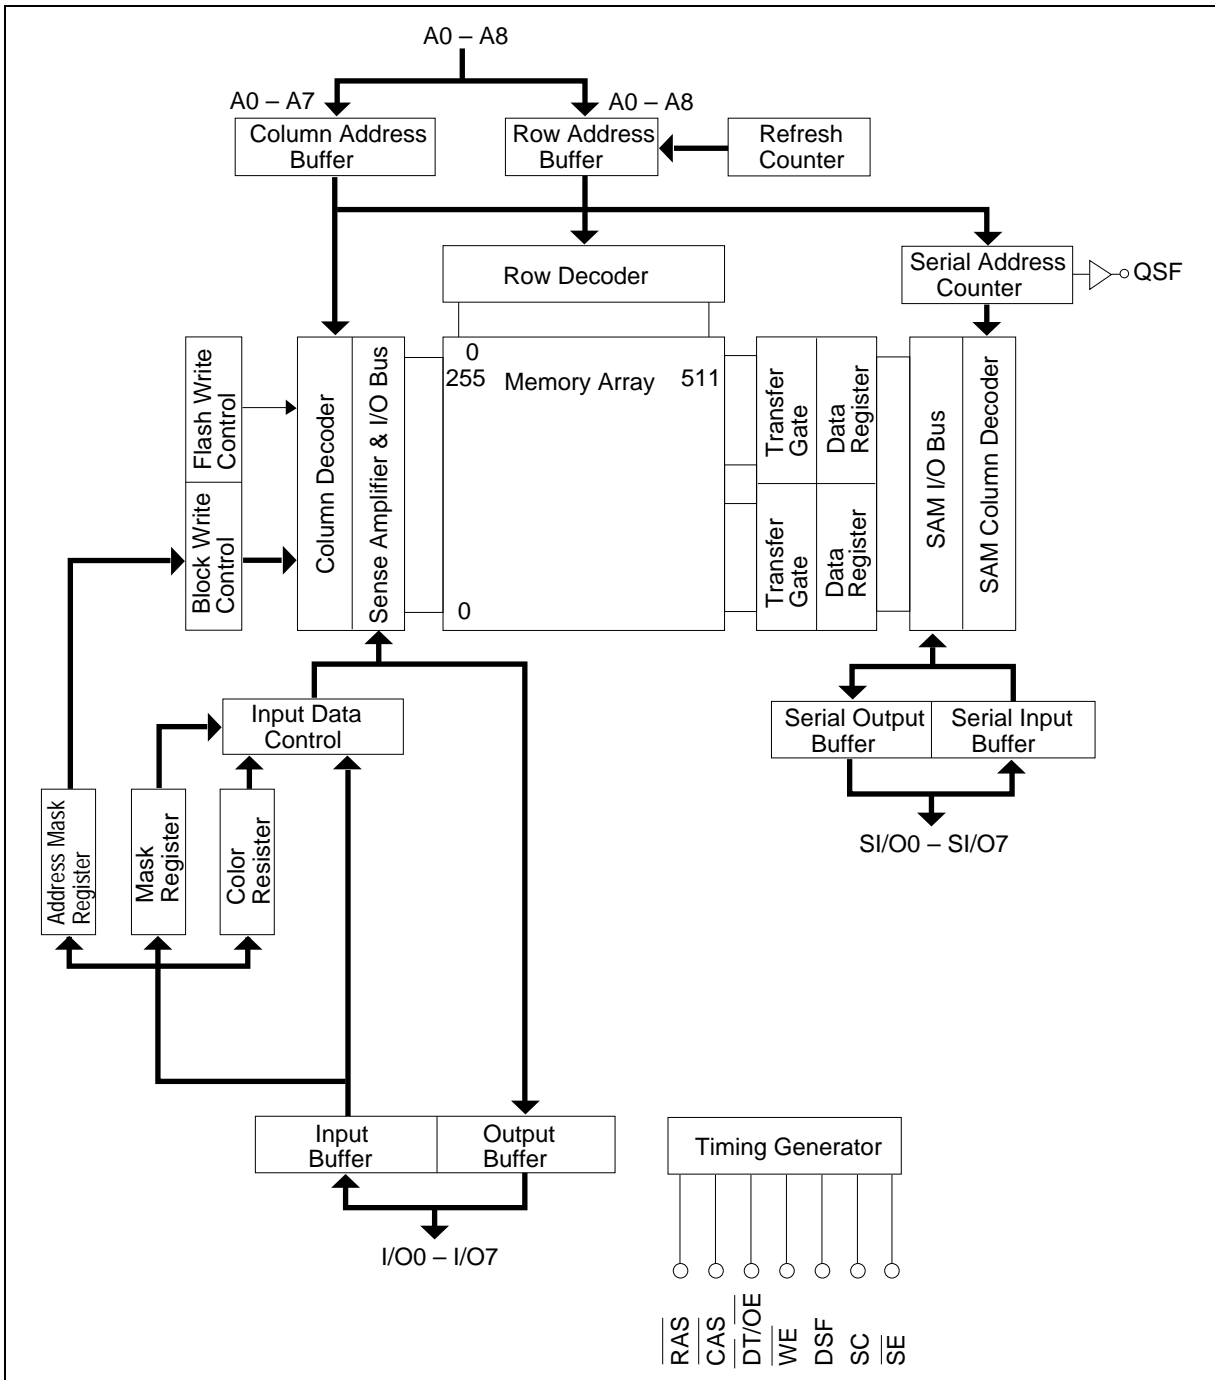 A0 – A8
A0 – A7
A0 – A8
Column Address
Buffer
Row Address
Buffer
Refresh
Counter
Row Decoder
Serial Address
Counter
QSF
Flash Write
Control
Block Write
Control
Column Decoder
Sense Amplifier & I/O Bus
0
255
Memory Array
511
0
Transfer
Gate
Data
Register
Transfer
Gate
Data
Register
SAM I/O Bus
SAM Column Decoder
Input Data
Control
Serial Output
Buffer
Serial Input
Buffer
SI/O0 – SI/O7
Address Mask
Register
Mask
Register
Color
Resister
Input
Buffer
Output
Buffer
I/O0 – I/O7
Timing Generator
RAS
CAS
DT/OE
WE
DSF
SC
SE